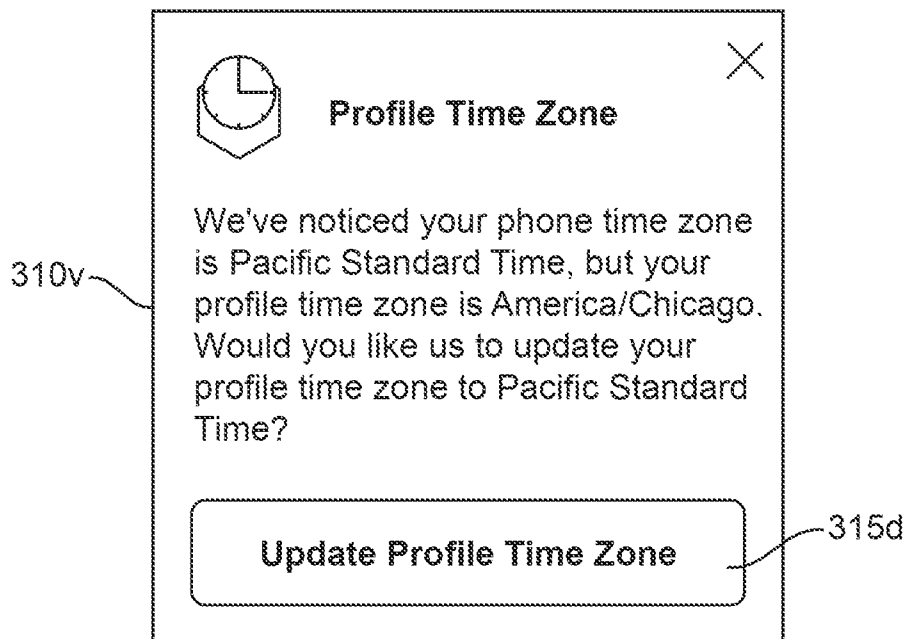 Profile Time Zone
We've noticed your phone time zone
is Pacific Standard Time, but your
profile time zone is America/Chicago.
Would you like us to update your
profile time zone to Pacific Standard
Time?
310v
Update Profile Time Zone
315d